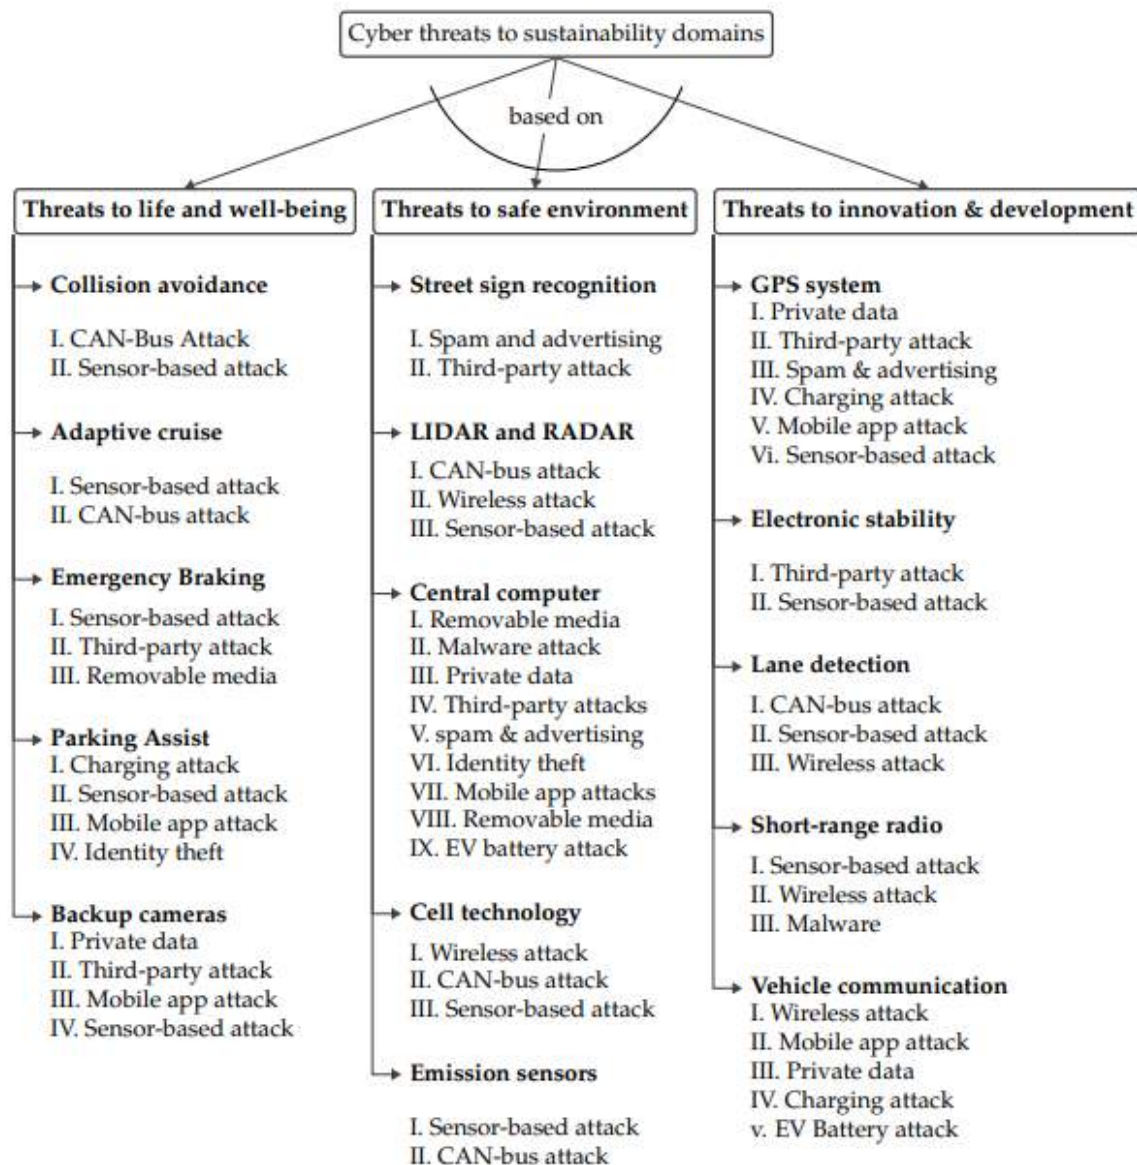 Cyber threats to sustainability domains
based on
Threats to life and well-being
Collision avoidance
I. CAN-Bus Attack
II. Sensor-based attack
Adaptive cruise
I. Sensor-based attack
II. CAN-bus attack
Emergency Braking
I. Sensor-based attack
II. Third-party attack
III. Removable media
Parking Assist
I. Charging attack
II. Sensor-based attack
III. Mobile app attack
IV. Identity theft
Backup cameras
I. Private data
II. Third-party attack
III. Mobile app attack
IV. Sensor-based attack
Threats to safe environment
Street sign recognition
I. Spam and advertising
II. Third-party attack
LIDAR and RADAR
I. CAN-bus attack
II. Wireless attack
III. Sensor-based attack
Central computer
I. Removable media
II. Malware attack
III. Private data
IV. Third-party attacks
V. spam & advertising
VI. Identity theft
VII. Mobile app attacks
VIII. Removable media
IX. EV battery attack
Cell technology
I. Wireless attack
II. CAN-bus attack
III. Sensor-based attack
Emission sensors
I. Sensor-based attack
II. CAN-bus attack
Threats to innovation & development
GPS system
I. Private data
II. Third-party attack
III. Spam & advertising
IV. Charging attack
V. Mobile app attack
Vi. Sensor-based attack
Electronic stability
I. Third-party attack
II. Sensor-based attack
Lane detection
I. CAN-bus attack
II. Sensor-based attack
III. Wireless attack
Short-range radio
I. Sensor-based attack
II. Wireless attack
III. Malware
Vehicle communication
I. Wireless attack
II. Mobile app attack
III. Private data
IV. Charging attack
v. EV Battery attack